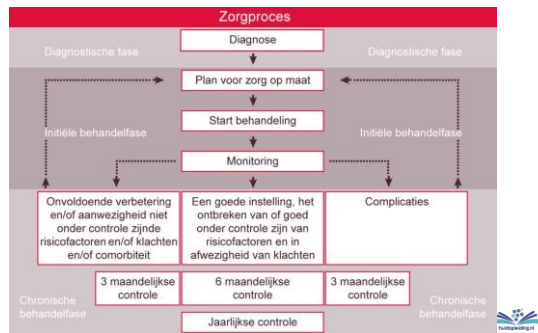 Zorgproces
Diagnose
Diagnostische fase
Diagnostische fase
Plan voor zorg op maat
Start behandeling
Initiële behandelfase
Initiële behandelfase
Monitoring
Onvoldoende verbetering
en/of aanwezigheid niet
onder controle zijnde
risicofactoren en/of klachten
en/of comorbiteit
Een goede instelling, het
ontbreken van of goed
onder controle zijn van
risicofactoren en in
afwezigheid van klachten
Complicaties
3 maandelijkse
controle
6 maandelijkse
controle
3 maandelijkse
controle
Chronische
behandelfase
Chronische
behandelfase
Jaarlijkse controle
huidopleiding.nl